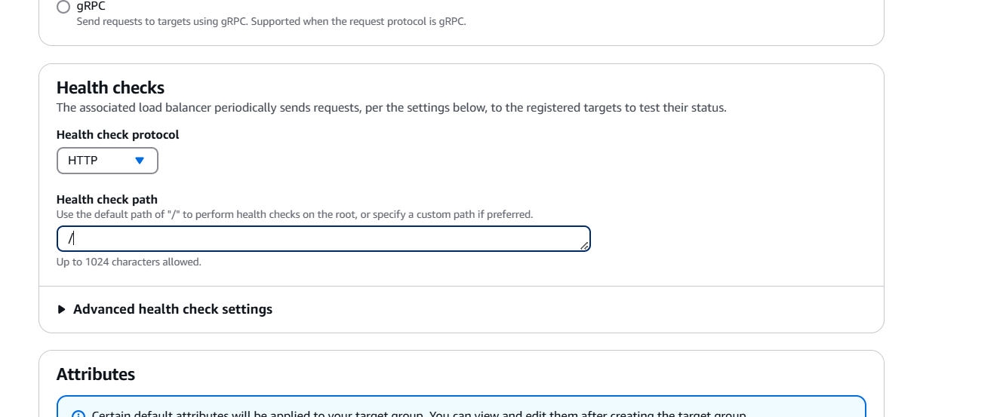 gRPC
Send requests to targets using gRPC. Supported when the request protocol is gRPC.
Health checks
The associated load balancer periodically sends requests, per the settings below, to the registered targets to test their status.
Health check protocol
HTTP
Health check path
Use the default path of "/" to perform health checks on the root, or specify a custom path if preferred.
/
Up to 1024 characters allowed.
Advanced health check settings
Attributes
Certain default attributes will be applied to your target group. You can view and edit them after creating the target group.